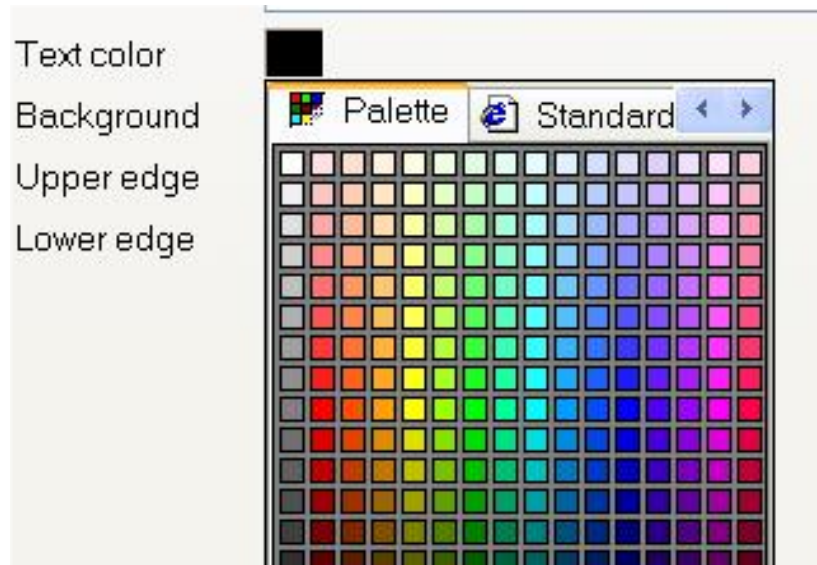 Text color
Palette Standard
Background
Upper edge
Lower edge